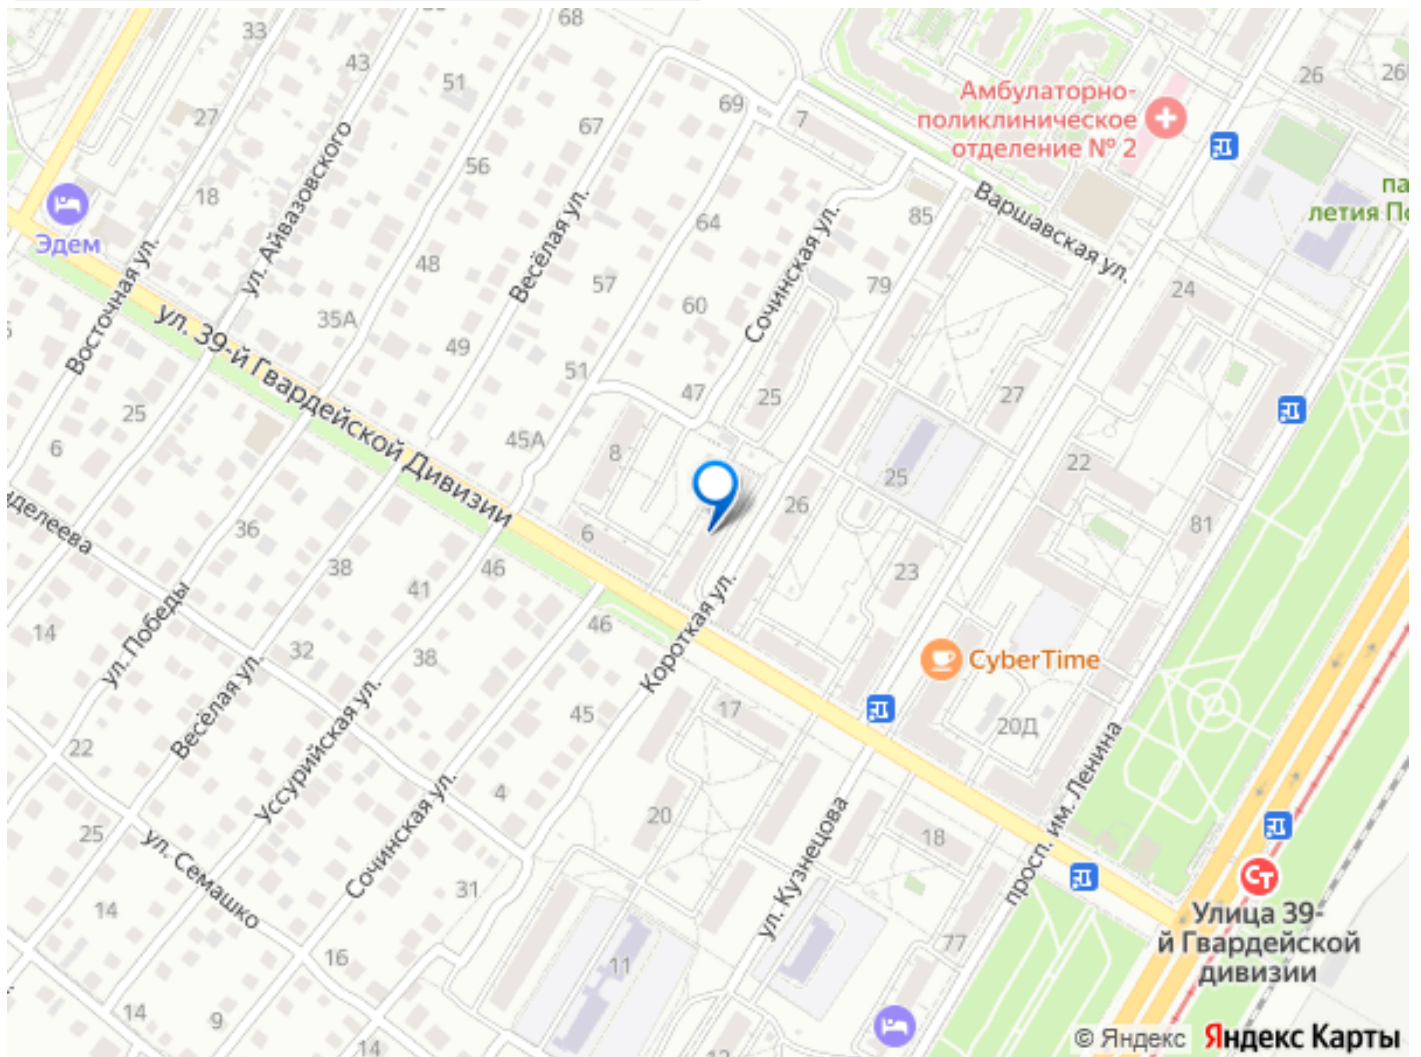 68
33
43
51
27
69
7
67
Амбулаторно-
поликлиническое
отделение № 2
26
56
18
ул. Айвазовского
64
85
Варшавская ул.
летия По
Эдем
Восточная ул.
48
Весёлая ул.
57
60
Сочинская ул.
79
24
35А
ул. 39-й Гвардейской Дивизии
49
51
47
25
27
25
6
45А
8
22
25
26
81
36
6
38
41
46
23
14
ул. Победы
32
38
46
Короткая ул.
CyberTime
Весёлая ул.
Уссурийская ул.
45
17
20Д
22
4
20
18
просп. им. Ленина
25
ул. Семашко
Сочинская ул.
31
ул. Кузнецова
Улица 39-
й Гвардейской
дивизии
14
16
11
77
14
9
14
© Яндекс Яндекс Карты